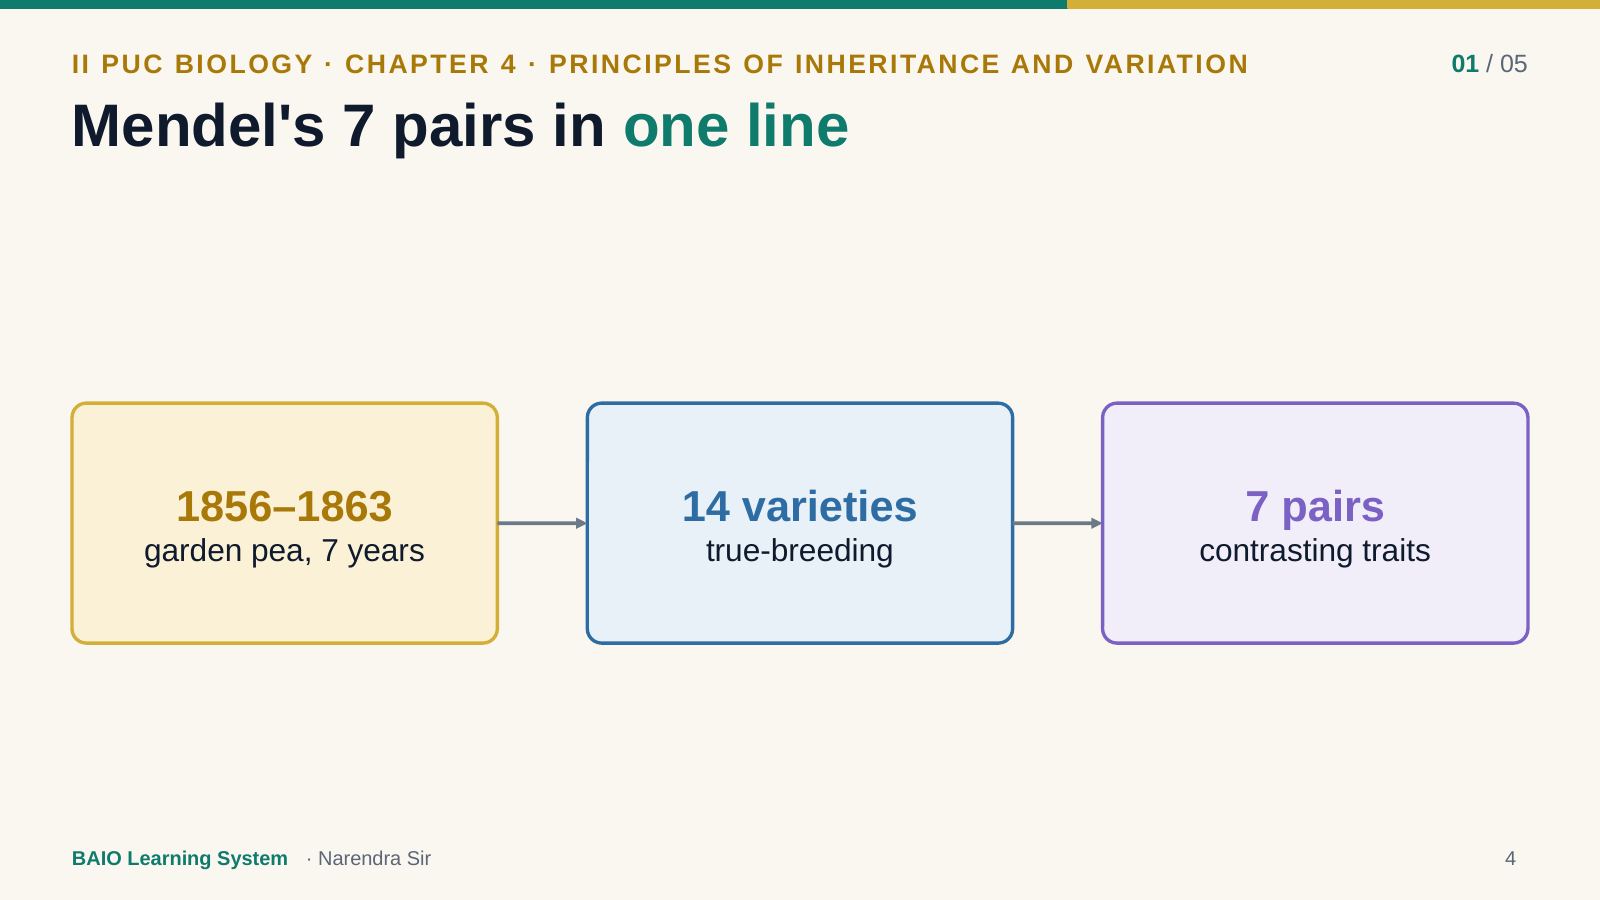 II PUC BIOLOGY · CHAPTER 4 · PRINCIPLES OF INHERITANCE AND VARIATION
01 / 05
Mendel's 7 pairs in one line
1856–1863
garden pea, 7 years
14 varieties
true-breeding
7 pairs
contrasting traits
BAIO Learning System · Narendra Sir
4